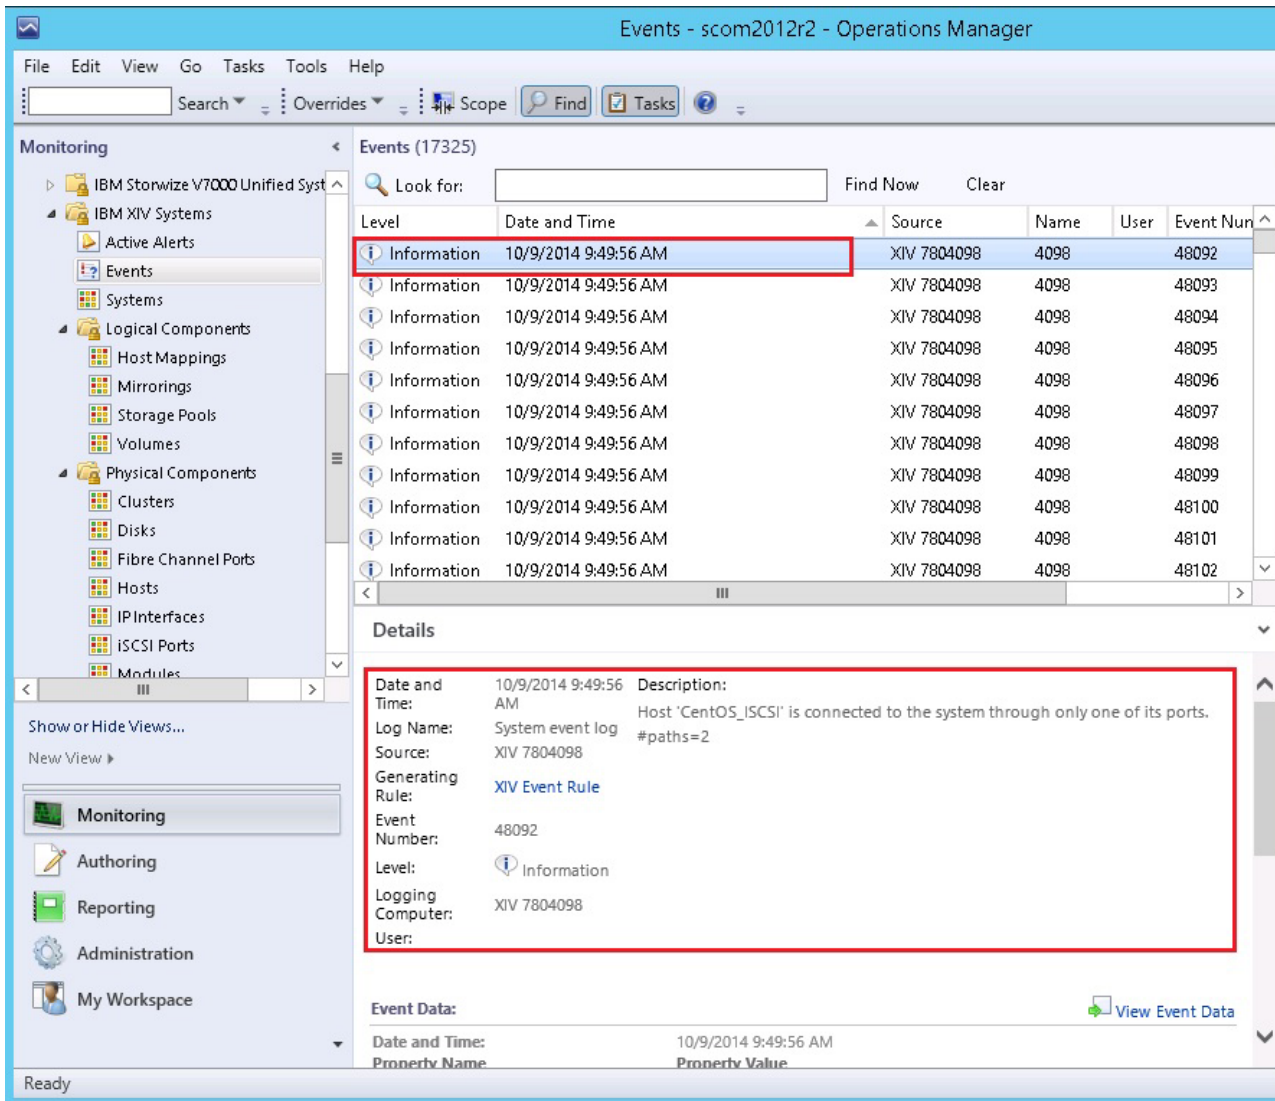 Events - scom2012r2 - Operations Manager
File Edit View Go Tasks Tools Help
Search Overrides Scope Find Tasks
Monitoring
IBM Storwize V7000 Unified Syst
IBM XIV Systems
Active Alerts
Events
Systems
Logical Components
Host Mappings
Mirrorings
Storage Pools
Volumes
Physical Components
Clusters
Disks
Fibre Channel Ports
Hosts
IP Interfaces
iSCSI Ports
Modules
Show or Hide Views...
New View
Monitoring
Authoring
Reporting
Administration
My Workspace
Events (17325)
Look for: Find Now Clear
Level Date and Time Source Name User Event Num
Information 10/9/2014 9:49:56 AM XIV 7804098 4098 48092
Information 10/9/2014 9:49:56 AM XIV 7804098 4098 48093
Information 10/9/2014 9:49:56 AM XIV 7804098 4098 48094
Information 10/9/2014 9:49:56 AM XIV 7804098 4098 48095
Information 10/9/2014 9:49:56 AM XIV 7804098 4098 48096
Information 10/9/2014 9:49:56 AM XIV 7804098 4098 48097
Information 10/9/2014 9:49:56 AM XIV 7804098 4098 48098
Information 10/9/2014 9:49:56 AM XIV 7804098 4098 48099
Information 10/9/2014 9:49:56 AM XIV 7804098 4098 48100
Information 10/9/2014 9:49:56 AM XIV 7804098 4098 48101
Information 10/9/2014 9:49:56 AM XIV 7804098 4098 48102
Details
Date and Time: 10/9/2014 9:49:56 AM
Log Name: System event log
Source: XIV 7804098
Generating Rule: XIV Event Rule
Event Number: 48092
Level: Information
Logging Computer: XIV 7804098
User:
Description:
Host 'CentOS_ISCSI' is connected to the system through only one of its ports.
#paths=2
Event Data: View Event Data
Date and Time: 10/9/2014 9:49:56 AM
Property Name Property Value
Ready